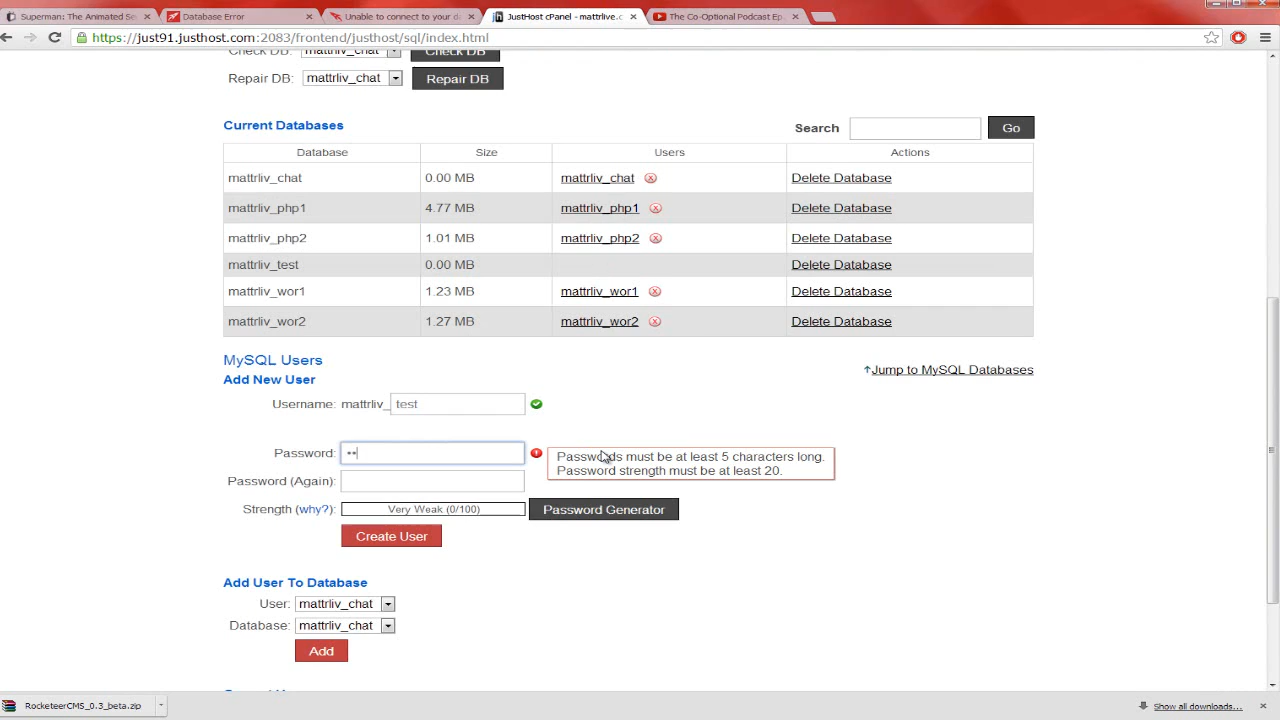 Superman: The Animated Se
Database Error
Unable to connect to your da
JustHost cPanel - mattrlive.c
The Co-Optional Podcast Ep.
https://just91.justhost.com:2083/frontend/justhost/sql/index.html
Check DB: mattrliv_chat Check DB
Repair DB: mattrliv_chat Repair DB
Current Databases
Search Go
Database Size Users Actions
mattrliv_chat 0.00 MB mattrliv_chat Delete Database
mattrliv_php1 4.77 MB mattrliv_php1 Delete Database
mattrliv_php2 1.01 MB mattrliv_php2 Delete Database
mattrliv_test 0.00 MB Delete Database
mattrliv_wor1 1.23 MB mattrliv_wor1 Delete Database
mattrliv_wor2 1.27 MB mattrliv_wor2 Delete Database
MySQL Users
Jump to MySQL Databases
Add New User
Username: mattrliv_ test
Password: ••
Passwords must be at least 5 characters long.
Password strength must be at least 20.
Password (Again):
Strength (why?): Very Weak (0/100) Password Generator
Create User
Add User To Database
User: mattrliv_chat
Database: mattrliv_chat
Add
RocketeerCMS_0.3_beta.zip
Show all downloads...